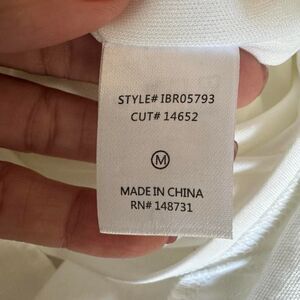 STYLE# IBR05793
CUT# 14652
M
MADE IN CHINA
RN# 148731